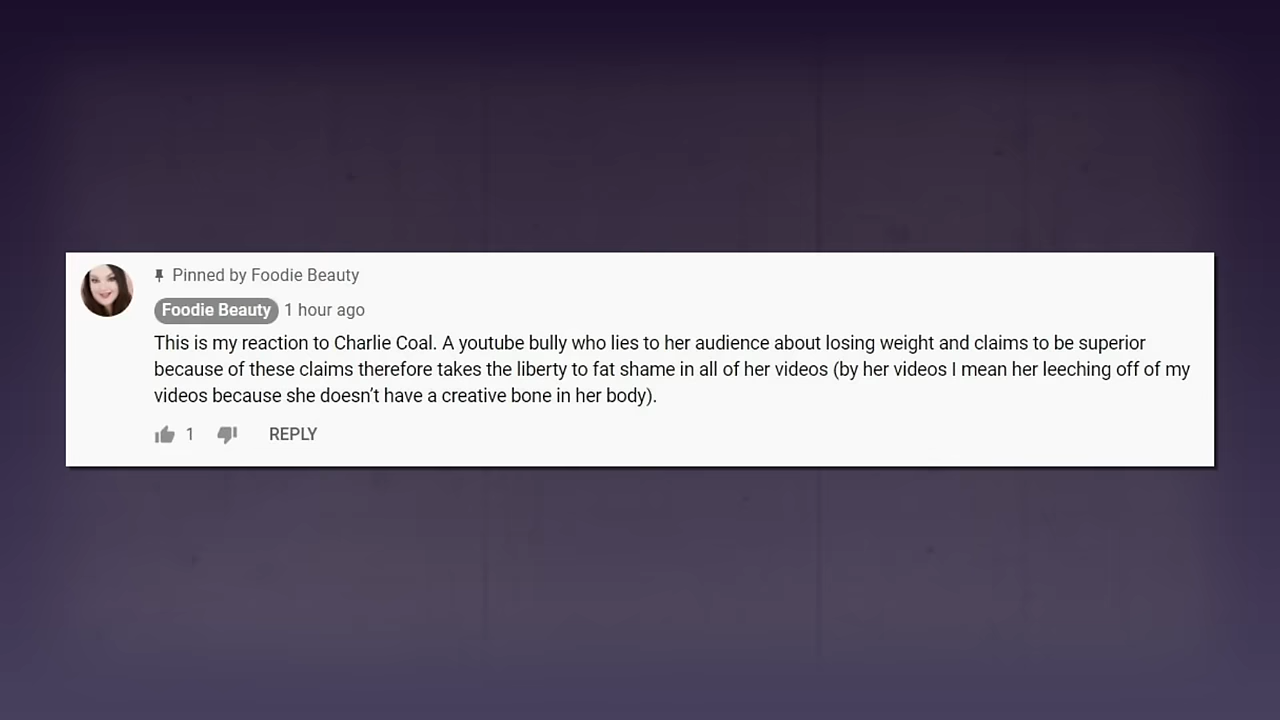 Pinned by Foodie Beauty
Foodie Beauty 1 hour ago
This is my reaction to Charlie Coal. A youtube bully who lies to her audience about losing weight and claims to be superior
because of these claims therefore takes the liberty to fat shame in all of her videos (by her videos I mean her leeching off of my
videos because she doesn’t have a creative bone in her body).
1 REPLY